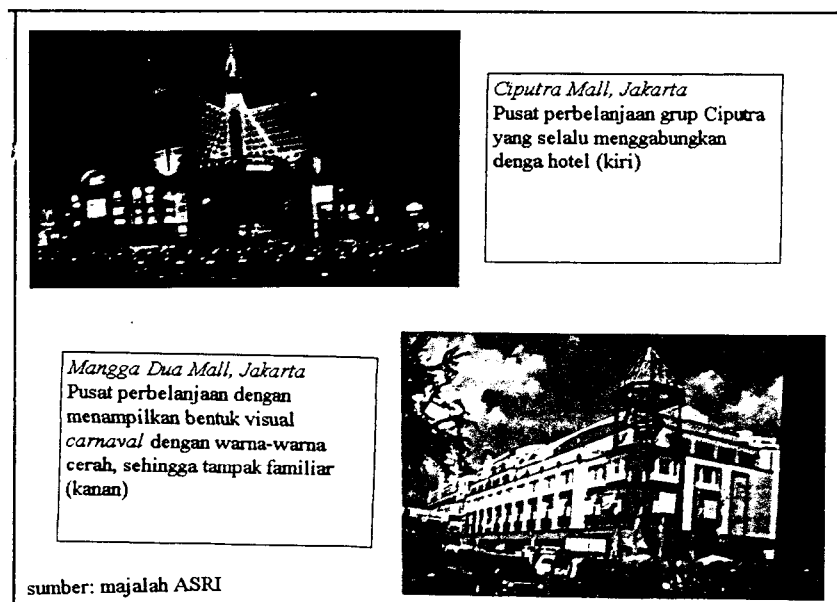 Ciputra Mall, Jakarta
Pusat perbelanjaan grup Ciputra
yang selalu menggabungkan
denga hotel (kiri)
Mangga Dua Mall, Jakarta
Pusat perbelanjaan dengan
menampilkan bentuk visual
carnaval dengan warna-warna
cerah, sehingga tampak familiar
(kanan)
sumber: majalah ASRI